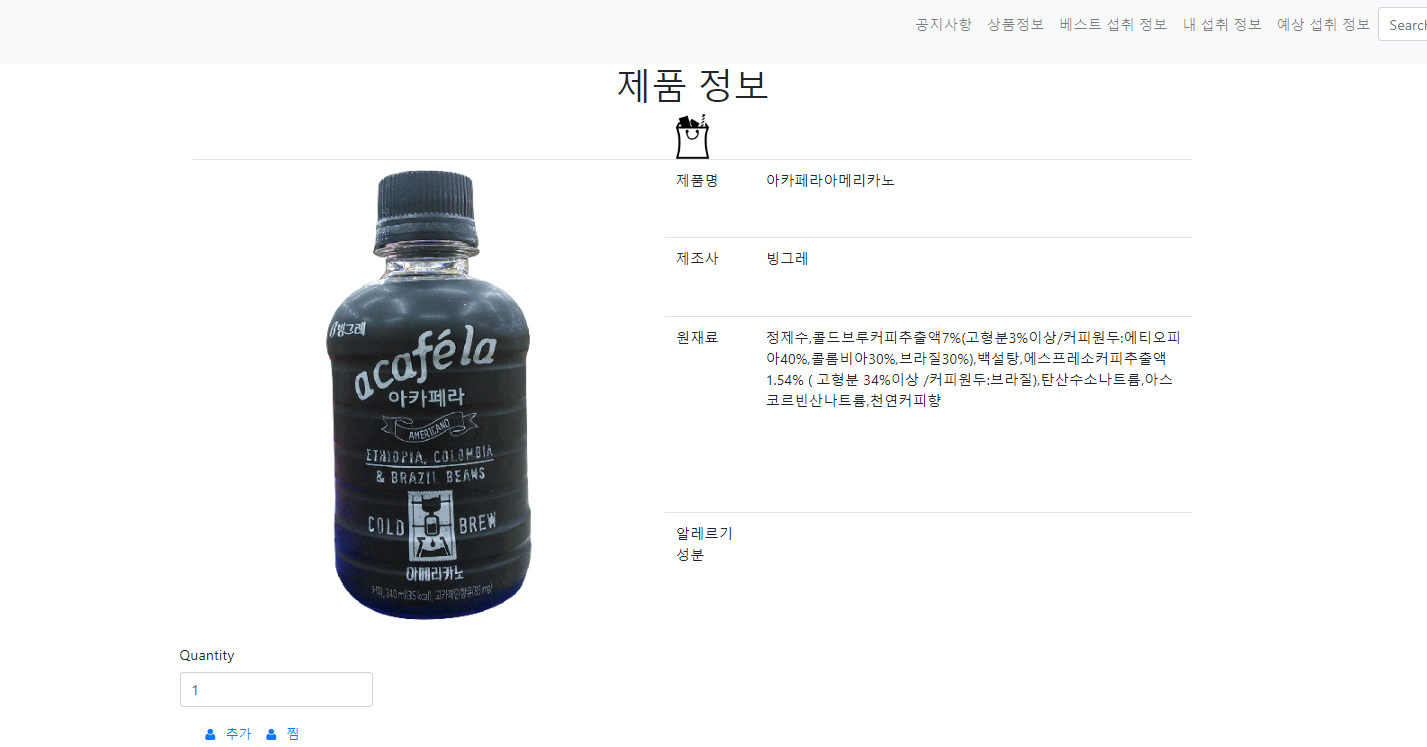 공지사항 상품정보 베스트 섭취 정보 내 섭취 정보 예상 섭취 정보 Search
제품 정보
제품명 아카페라아메리카노
제조사 빙그레
원재료 정제수,콜드브루커피추출액7%(고형분3%이상/커피원두:에티오피
아40%,콜롬비아30%,브라질30%),백설탕,에스프레소커피추출액
1.54% ( 고형분 34%이상 /커피원두:브라질),탄산수소나트륨,아스
코르빈산나트륨,천연커피향
알레르기
성분
빙그레
acaféla
아카페라
AMERICANO
ETHIOPIA, COLOMBIA
& BRAZIL BEANS
COLD BREW
아메리카노
커피, 240ml(35 kcal), 고카페인함유
Quantity
1
추가 찜